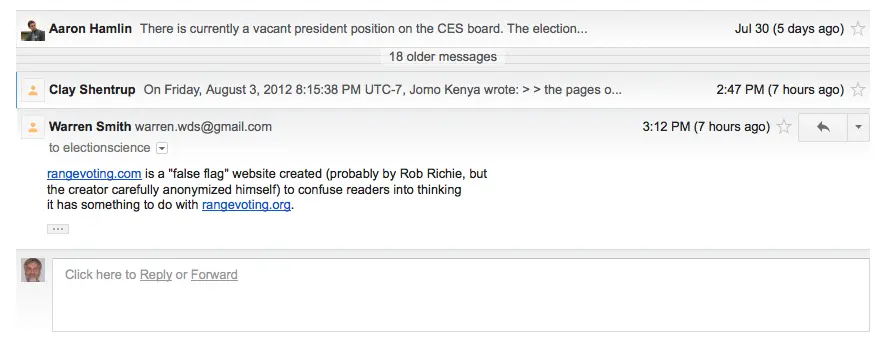 Aaron Hamlin There is currently a vacant president position on the CES board. The election... Jul 30 (5 days ago)
18 older messages
Clay Shentrup On Friday, August 3, 2012 8:15:38 PM UTC-7, Jomo Kenya wrote: > > the pages o... 2:47 PM (7 hours ago)
Warren Smith warren.wds@gmail.com 3:12 PM (7 hours ago)
to electionscience
rangevoting.com is a "false flag" website created (probably by Rob Richie, but
the creator carefully anonymized himself) to confuse readers into thinking
it has something to do with rangevoting.org.
...
Click here to Reply or Forward